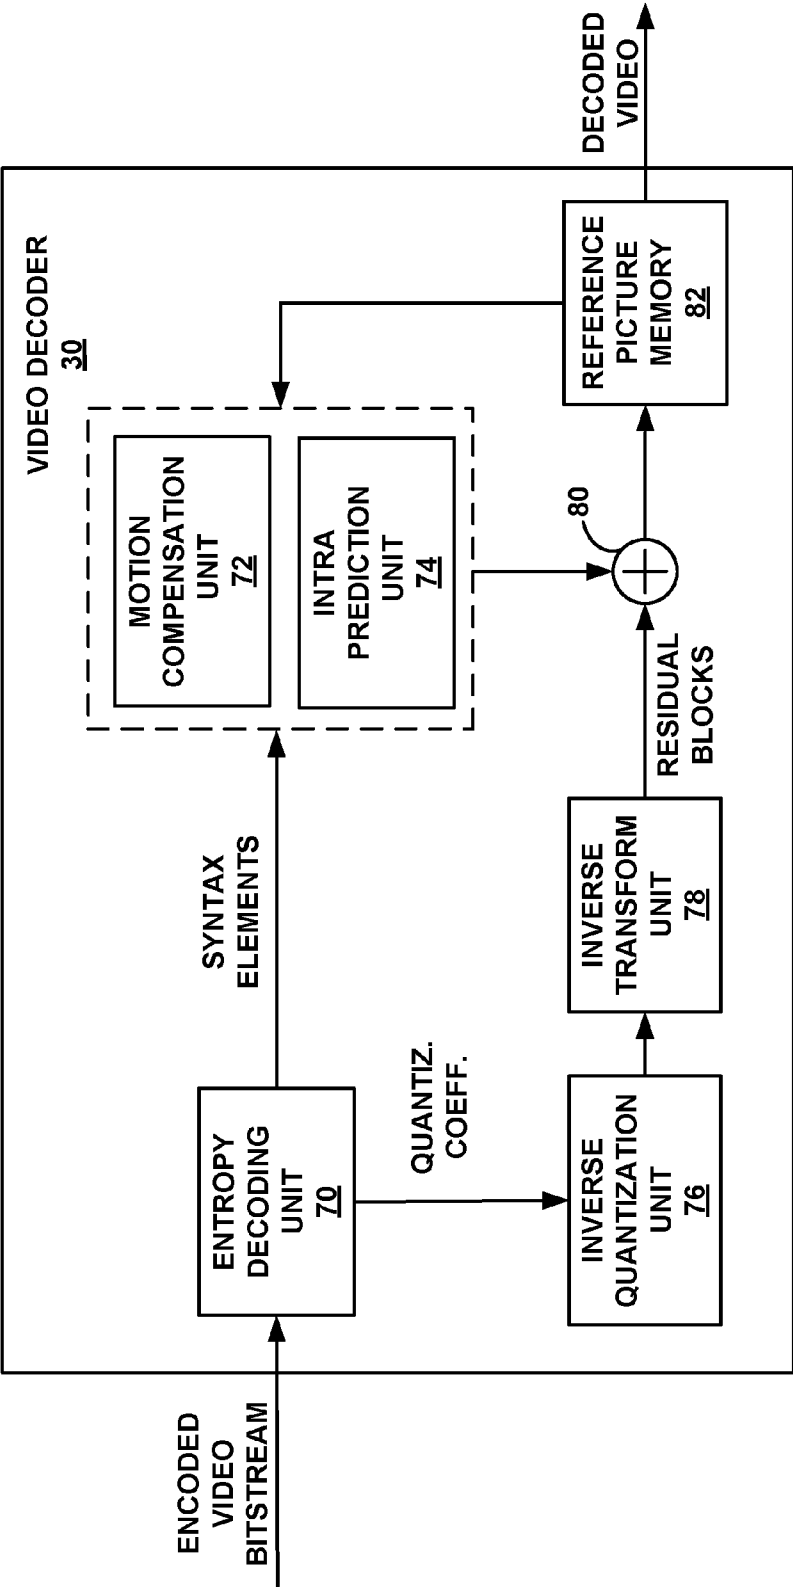 VIDEO DECODER
30
ENCODED
VIDEO
BITSTREAM
ENTROPY
DECODING
UNIT
70
SYNTAX
ELEMENTS
MOTION
COMPENSATION
UNIT
72
INTRA
PREDICTION
UNIT
74
QUANTIZ.
COEFF.
INVERSE
QUANTIZATION
UNIT
76
INVERSE
TRANSFORM
UNIT
78
RESIDUAL
BLOCKS
80
REFERENCE
PICTURE
MEMORY
82
DECODED
VIDEO